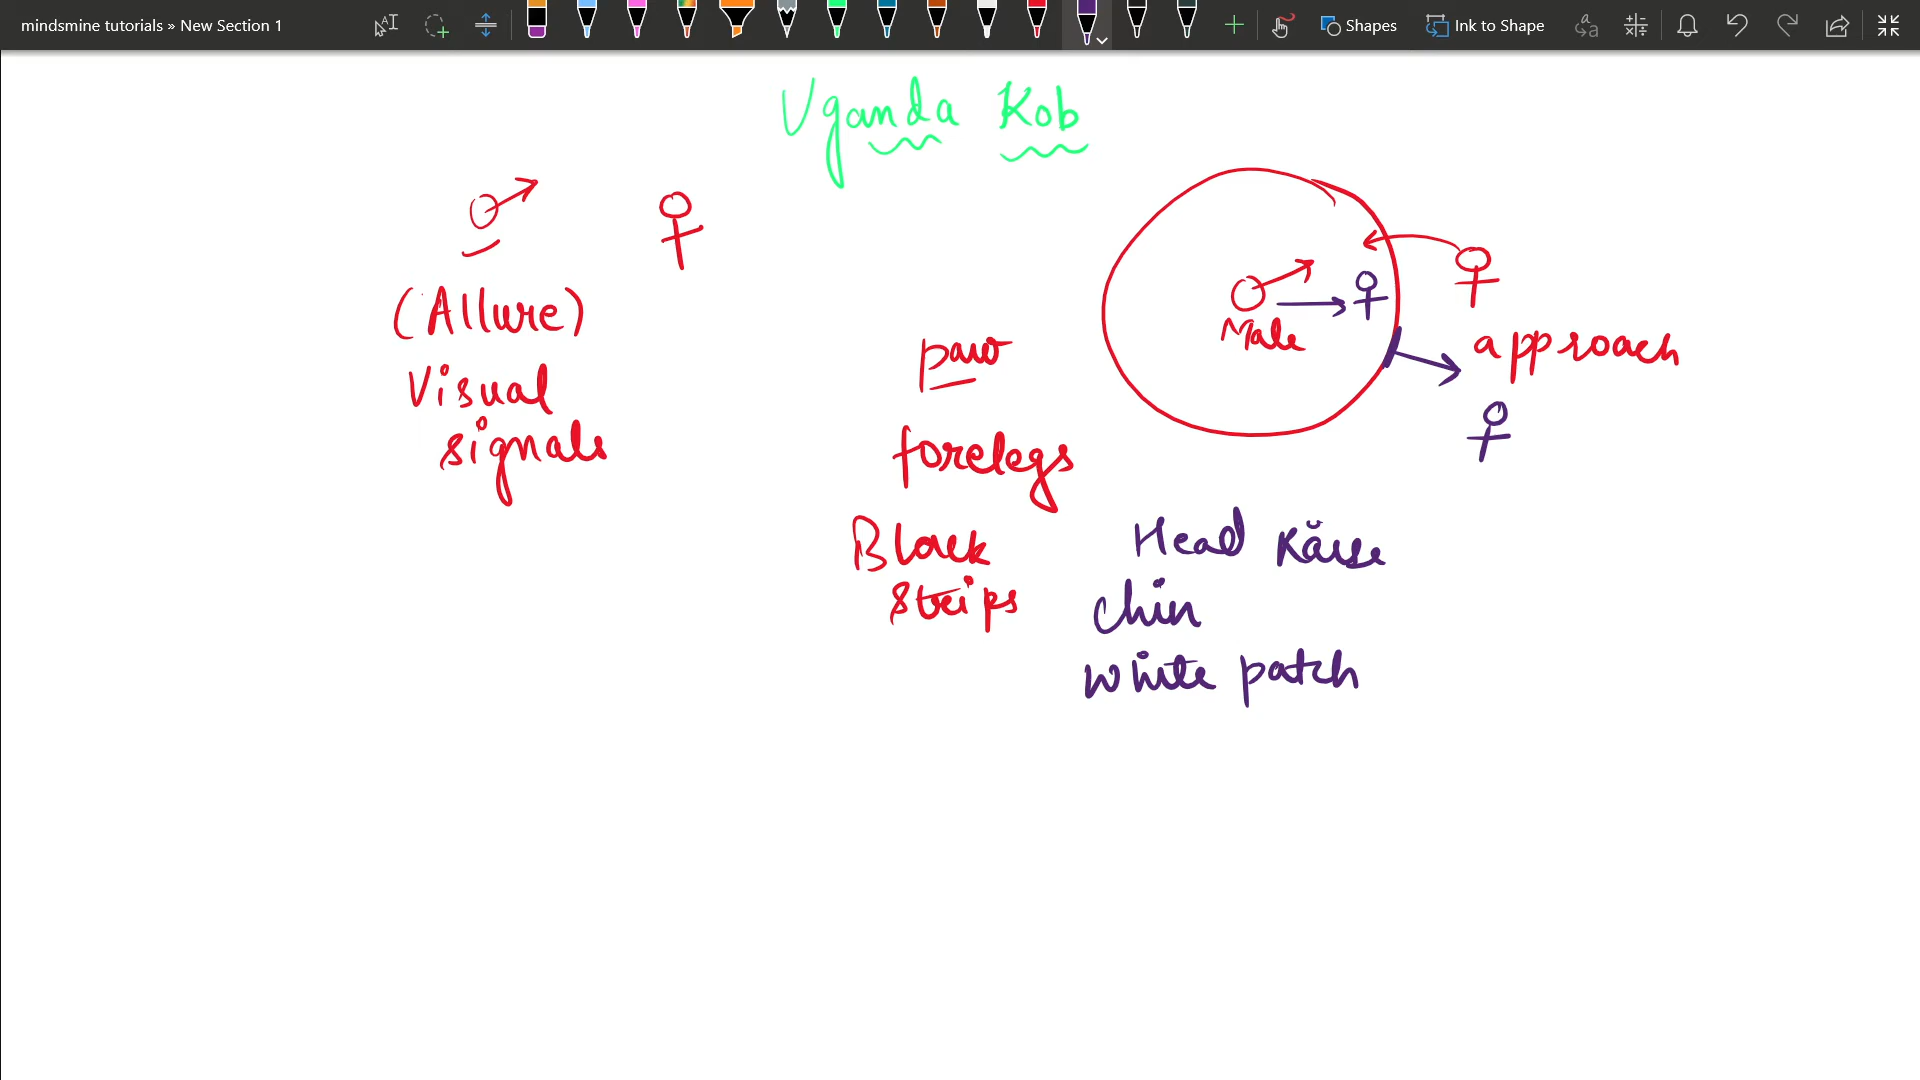 mindsmine tutorials » New Section 1
Shapes
Ink to Shape
Uganda Kob
(Allure)
Visual
signals
Male
approach
paw
forelegs
Black
strips
Head Raise
chin
white patch